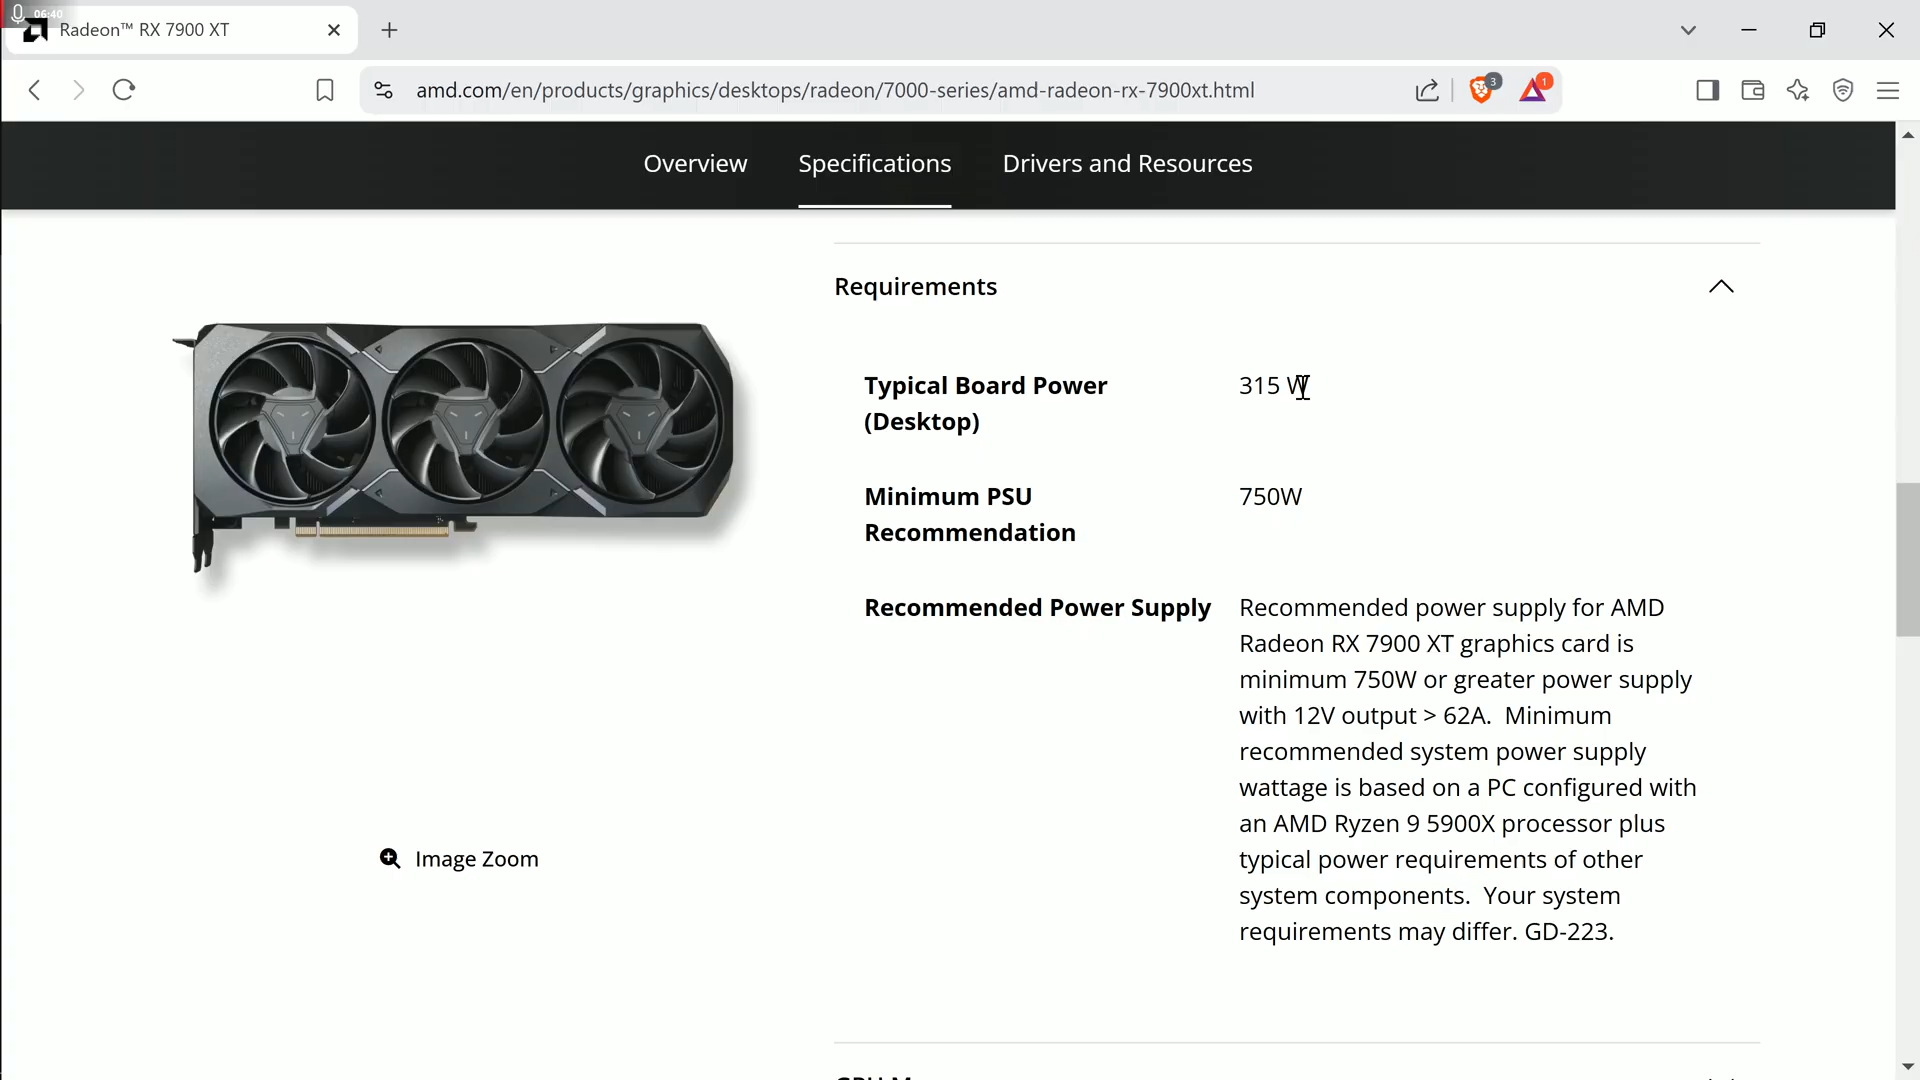 06:40
Radeon™ RX 7900 XT
amd.com/en/products/graphics/desktops/radeon/7000-series/amd-radeon-rx-7900xt.html
3
1
Overview
Specifications
Drivers and Resources
Requirements
Typical Board Power
(Desktop)
315 W
Minimum PSU
Recommendation
750W
Recommended Power Supply
Recommended power supply for AMD
Radeon RX 7900 XT graphics card is
minimum 750W or greater power supply
with 12V output > 62A.  Minimum
recommended system power supply
wattage is based on a PC configured with
an AMD Ryzen 9 5900X processor plus
typical power requirements of other
system components.  Your system
requirements may differ. GD-223.
Image Zoom